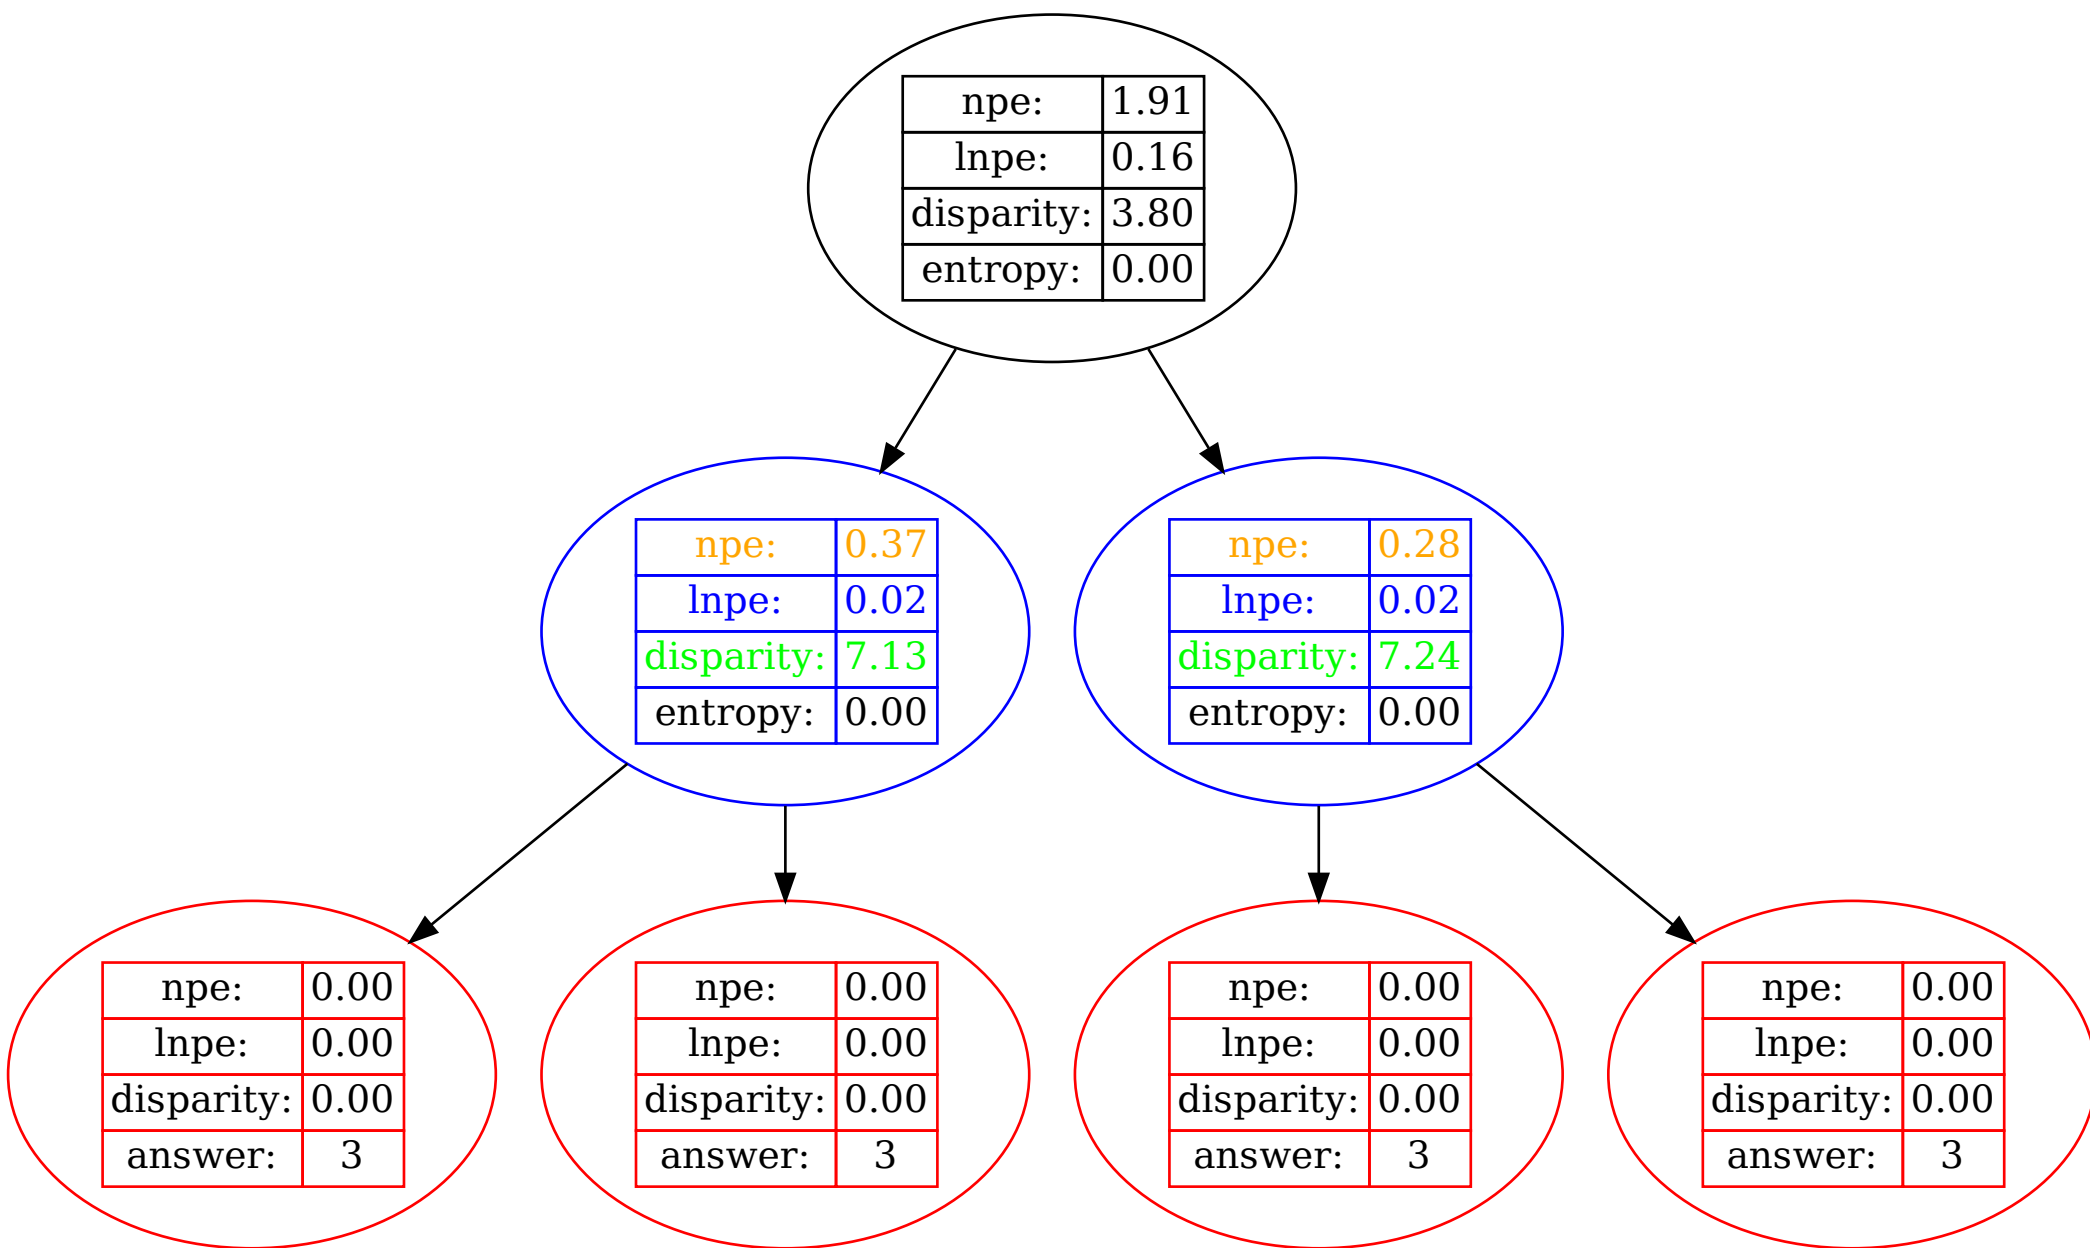 npe: 1.91
lnpe: 0.16
disparity: 3.80
entropy: 0.00
npe: 0.37
lnpe: 0.02
disparity: 7.13
entropy: 0.00
npe: 0.28
lnpe: 0.02
disparity: 7.24
entropy: 0.00
npe: 0.00
lnpe: 0.00
disparity: 0.00
answer: 3
npe: 0.00
lnpe: 0.00
disparity: 0.00
answer: 3
npe: 0.00
lnpe: 0.00
disparity: 0.00
answer: 3
npe: 0.00
lnpe: 0.00
disparity: 0.00
answer: 3